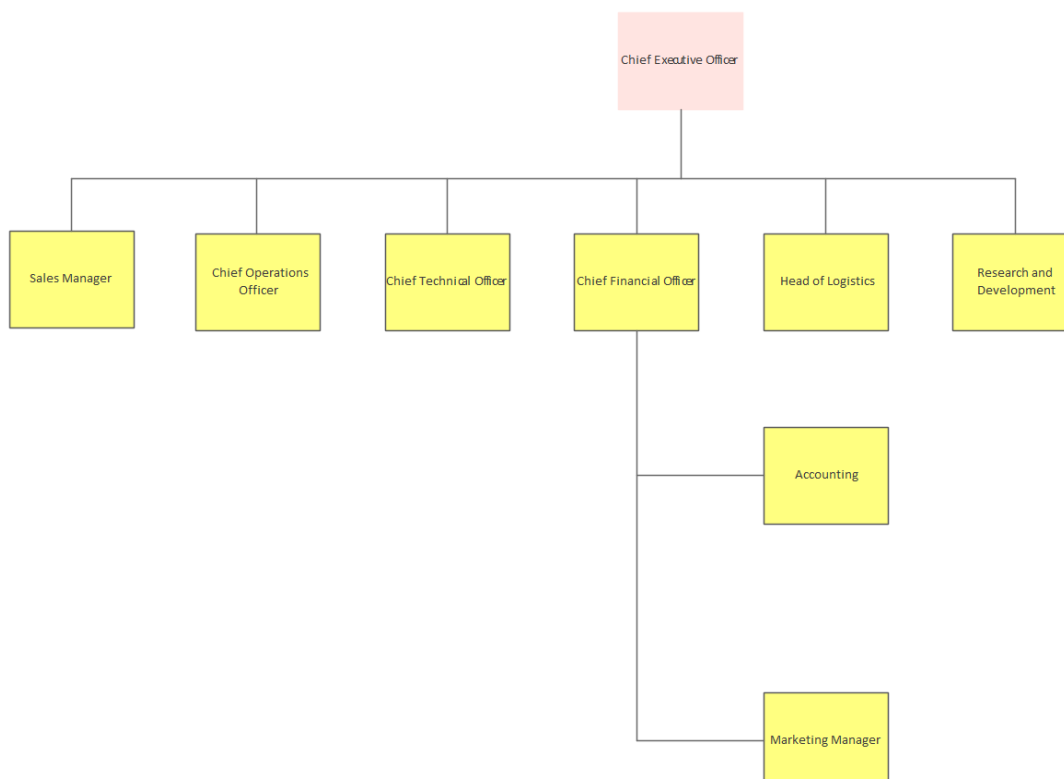 Chief Executive Officer
Sales Manager
Chief Operations
Officer
Chief Technical Officer
Chief Financial Officer
Head of Logistics
Research and
Development
Accounting
Marketing Manager